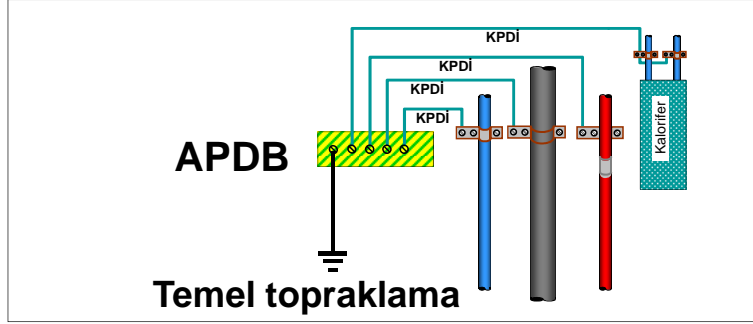 KPDİ
KPDİ
KPDİ
KPDİ
APDB
Kalorifer
Temel topraklama